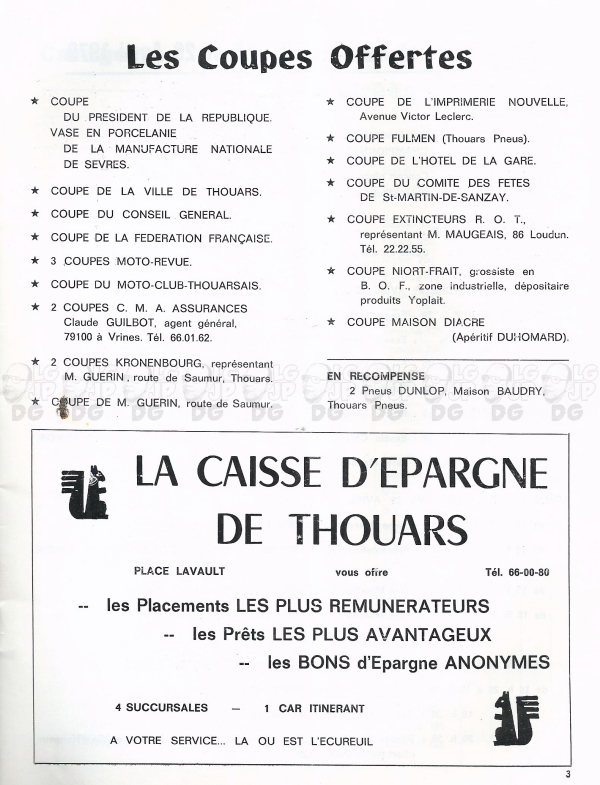 Les Coupes Offertes
★ COUPE
DU PRESIDENT DE LA REPUBLIQUE.
VASE EN PORCELANIE
DE LA MANUFACTURE NATIONALE
DE SEVRES.
★ COUPE DE LA VILLE DE THOUARS.
★ COUPE DU CONSEIL GENERAL.
★ COUPE DE LA FEDERATION FRANÇAISE.
★ 3 COUPES MOTO-REVUE.
★ COUPE DU MOTO-CLUB-THOUARSAIS.
★ 2 COUPES C. M. A. ASSURANCES
Claude GUILBOT, agent général,
79100 à Vrines. Tél. 66.01.62.
★ 2 COUPES KRONENBOURG, représentant
M. GUERIN, route de Saumur, Thouars.
★ COUPE DE M. GUERIN, route de Saumur.
★ COUPE DE L'IMPRIMERIE NOUVELLE,
Avenue Victor Leclerc.
★ COUPE FULMEN (Thouars Pneus).
★ COUPE DE L'HOTEL DE LA GARE.
★ COUPE DU COMITE DES FETES
DE St-MARTIN-DE-SANZAY.
★ COUPE EXTINCTEURS R. O. T.,
représentant M. MAUGEAIS, 86 Loudun.
Tél. 22.22.55.
★ COUPE NIORT-FRAIT, grossiste en
B. O. F., zone industrielle, dépositaire
produits Yoplait.
★ COUPE MAISON DIACRE
(Apéritif DUHOMARD).
EN RECOMPENSE
2 Pneus DUNLOP, Maison BAUDRY,
Thouars Pneus.
LA CAISSE D'EPARGNE
DE THOUARS
PLACE LAVAULT vous offre Tél. 66-00-80
-- les Placements LES PLUS REMUNERATEURS
-- les Prêts LES PLUS AVANTAGEUX
-- les BONS d'Epargne ANONYMES
4 SUCCURSALES — 1 CAR ITINERANT
A VOTRE SERVICE... LA OU EST L'ECUREUIL
3